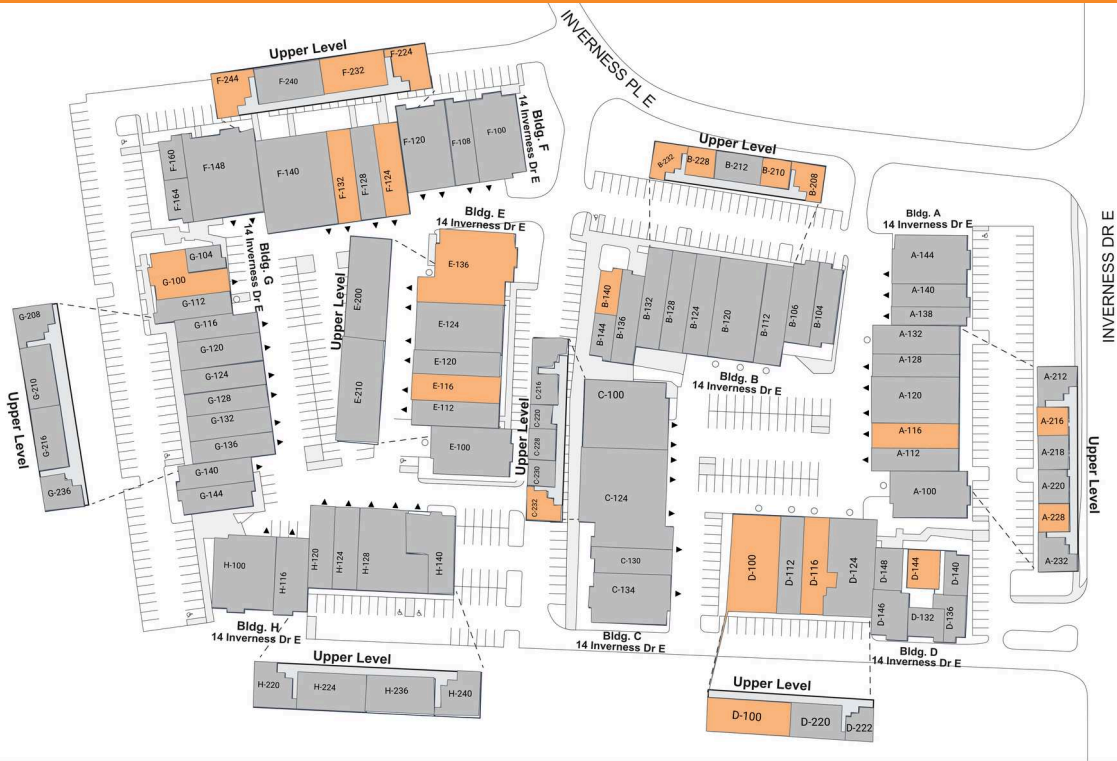 INVERNESS PL E
INVERNESS DR E
Upper Level
F-244
F-240
F-232
F-224
F-160
F-164
F-148
F-140
F-132
F-128
F-124
F-120
F-108
F-100
Bldg. F
14 Inverness Dr E
Upper Level
B-232
B-228
B-212
B-210
B-208
B-140
B-144
B-136
B-132
B-128
B-124
B-120
B-112
B-106
B-104
Bldg. B
14 Inverness Dr E
Bldg. A
14 Inverness Dr E
A-144
A-140
A-138
A-132
A-128
A-120
A-116
A-112
A-100
A-212
A-216
A-218
A-220
A-228
A-232
Upper Level
Bldg. E
14 Inverness Dr E
E-136
E-124
E-120
E-116
E-112
E-100
Upper Level
E-200
E-210
Bldg. G
14 Inverness Dr E
G-104
G-100
G-112
G-116
G-120
G-124
G-128
G-132
G-136
G-140
G-144
G-208
G-210
G-216
G-236
Upper Level
Upper Level
C-216
C-220
C-228
C-230
C-232
C-100
C-124
C-130
C-134
Bldg. C
14 Inverness Dr E
H-100
H-116
H-120
H-124
H-128
H-140
Bldg. H
14 Inverness Dr E
Upper Level
H-220
H-224
H-236
H-240
D-100
D-112
D-116
D-124
D-148
D-144
D-140
D-146
D-132
D-136
Bldg. D
14 Inverness Dr E
Upper Level
D-100
D-220
D-222